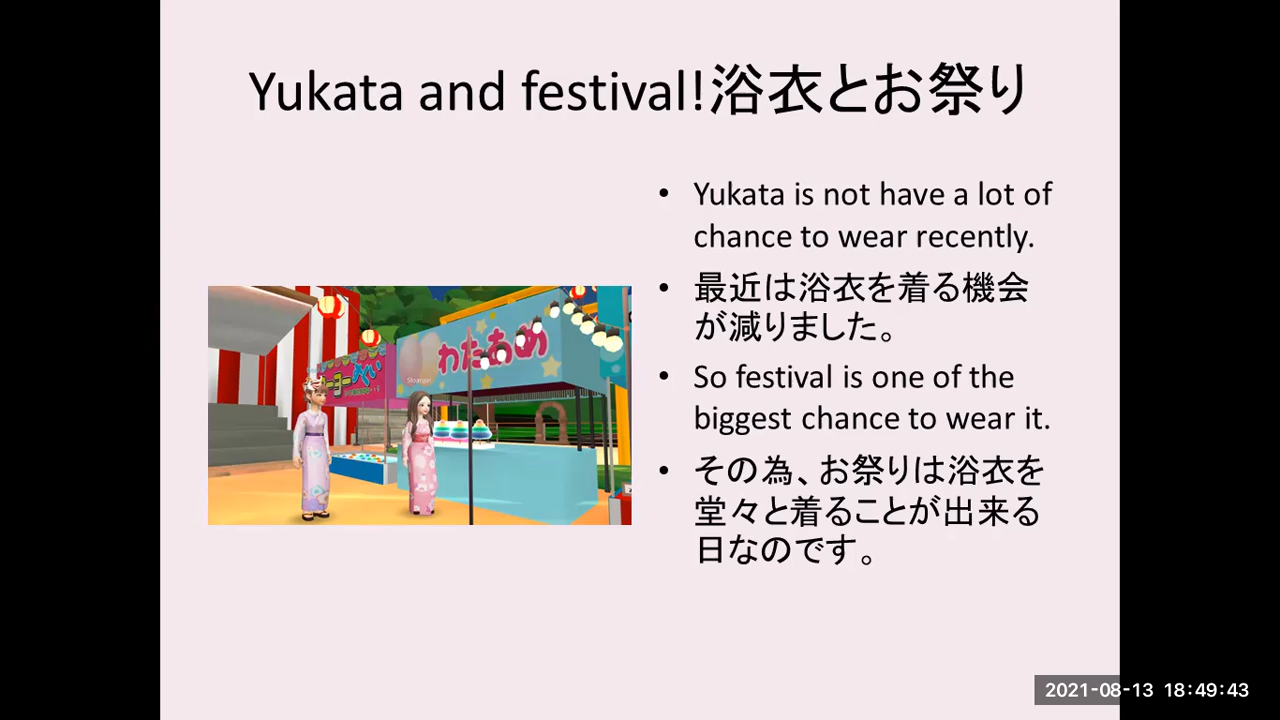 Yukata and festival!浴衣とお祭り
• Yukata is not have a lot of
chance to wear recently.
• 最近は浴衣を着る機会
が減りました。
• So festival is one of the
biggest chance to wear it.
• その為、お祭りは浴衣を
堂々と着ることが出来る
日なのです。
わたあめ
2021-08-13 18:49:43